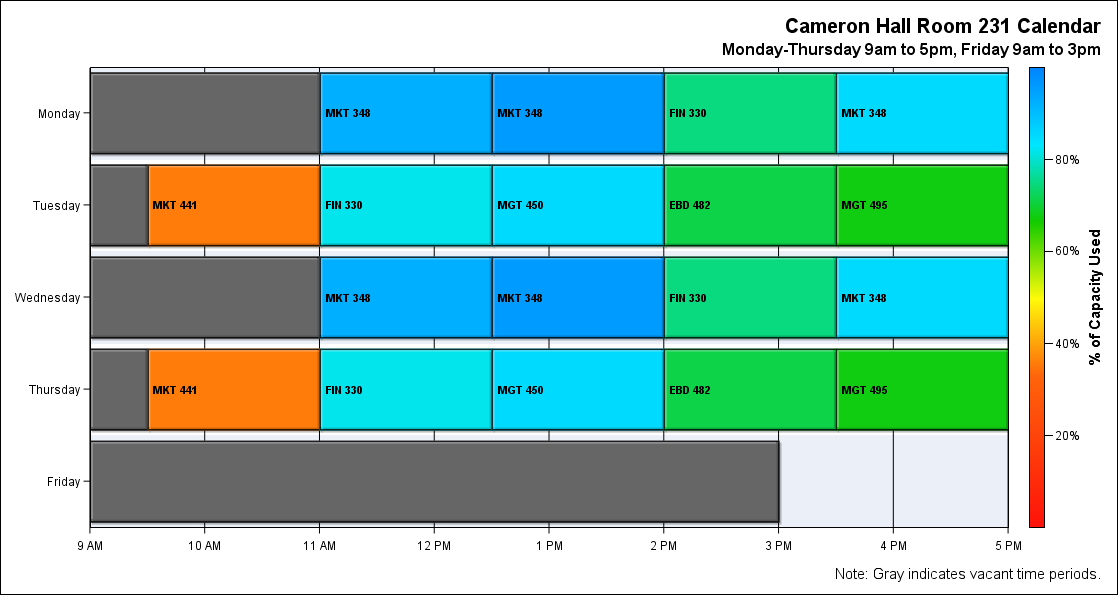 Cameron Hall Room 231 Calendar
Monday-Thursday 9am to 5pm, Friday 9am to 3pm
Monday
MKT 348
MKT 348
FIN 330
MKT 348
Tuesday
MKT 441
FIN 330
MGT 450
EBD 482
MGT 495
Wednesday
MKT 348
MKT 348
FIN 330
MKT 348
Thursday
MKT 441
FIN 330
MGT 450
EBD 482
MGT 495
Friday
9 AM
10 AM
11 AM
12 PM
1 PM
2 PM
3 PM
4 PM
5 PM
80%
60%
40%
20%
% of Capacity Used
Note: Gray indicates vacant time periods.